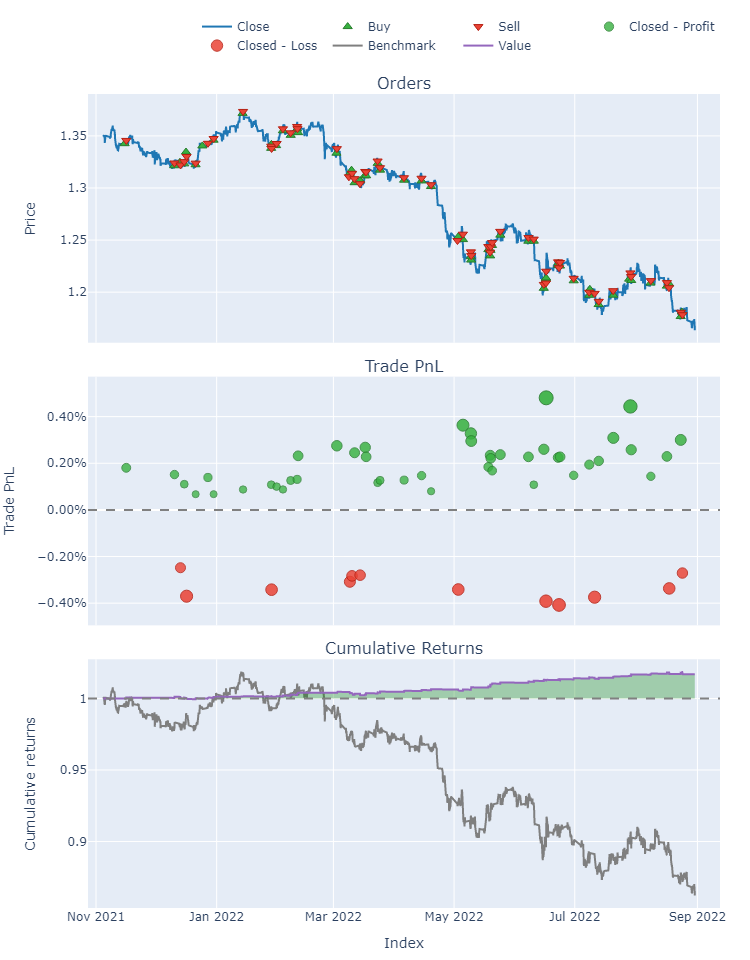 Close Buy Sell Closed - Profit
Closed - Loss Benchmark Value
Orders
1.35
1.3
1.25
1.2
Price
Trade PnL
0.40%
0.20%
0.00%
−0.20%
−0.40%
Trade PnL
Cumulative Returns
1
0.95
0.9
Cumulative returns
Nov 2021 Jan 2022 Mar 2022 May 2022 Jul 2022 Sep 2022
Index